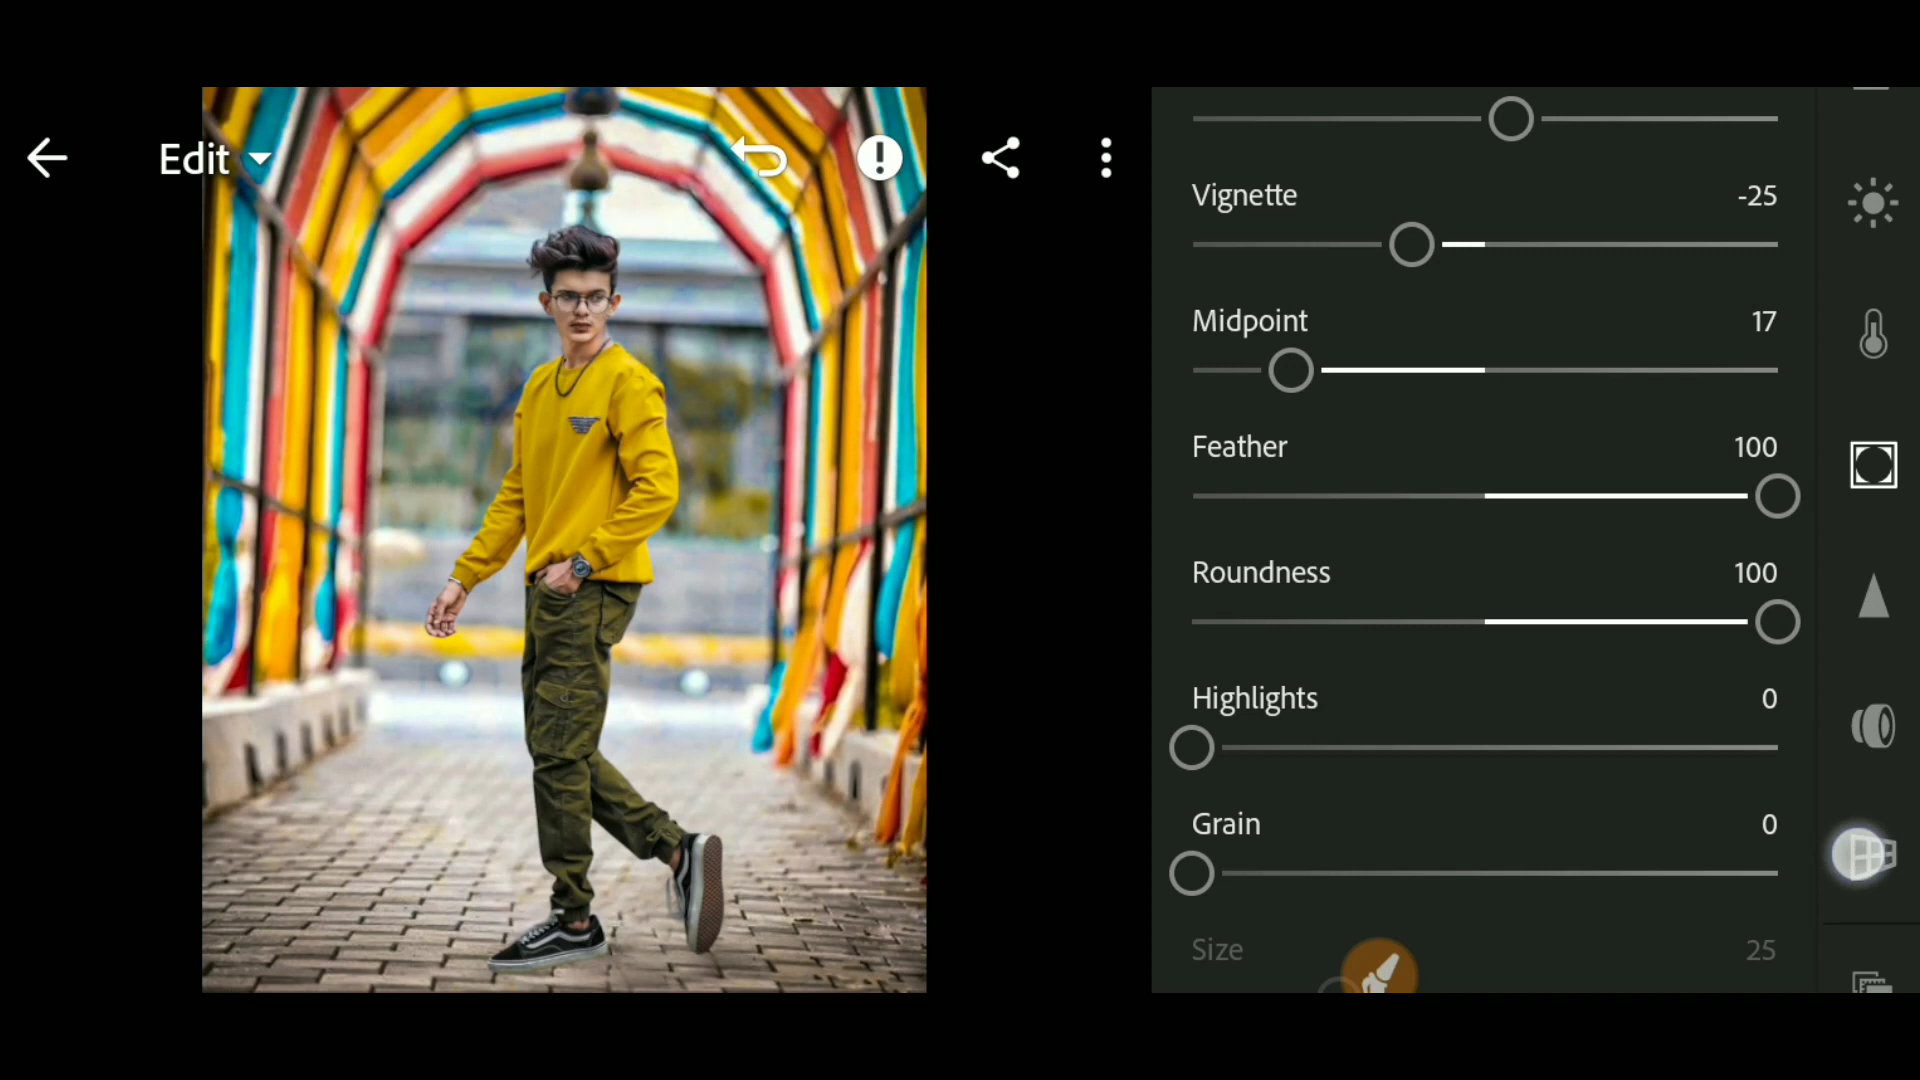 Edit
Vignette -25
Midpoint 17
Feather 100
Roundness 100
Highlights 0
Grain 0
Size 25